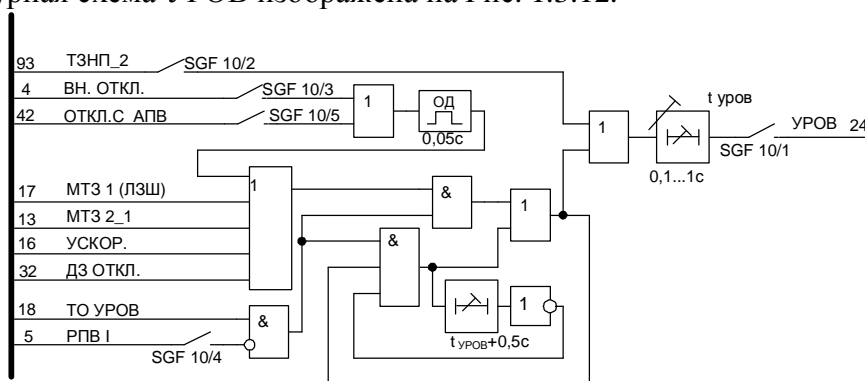 схема УРОВ изображена на Рис. 1.3.12.
93 ТЗНП_2 SGF 10/2
4 ВН. ОТКЛ. SGF 10/3
42 ОТКЛ.С АПВ SGF 10/5
1
ОД
0,05с
1
t уров
0,1...1с
SGF 10/1
УРОВ 24
1
17 МТЗ 1 (ЛЗШ)
13 МТЗ 2_1
16 УСКОР.
32 ДЗ ОТКЛ.
&
1
&
18 ТО УРОВ
5 РПВ I
SGF 10/4
&
1
t УРОВ+0,5с